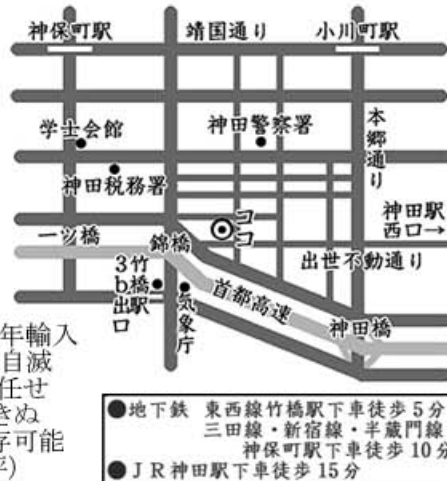 神保町駅
靖国通り
小川町駅
学士会館
神田警察署
本郷通り
神田税務署
神田駅
西口→
ココ
一ツ橋
錦橋
出世不動通り
竹橋駅
3b出口
気象庁
首都高速
神田橋
年輸入
自滅
任せ
きぬ
存可能
●地下鉄 東西線竹橋駅下車徒歩5分
三田線・新宿線・半蔵門線
神保町駅下車徒歩10分
●JR神田駅下車徒歩15分